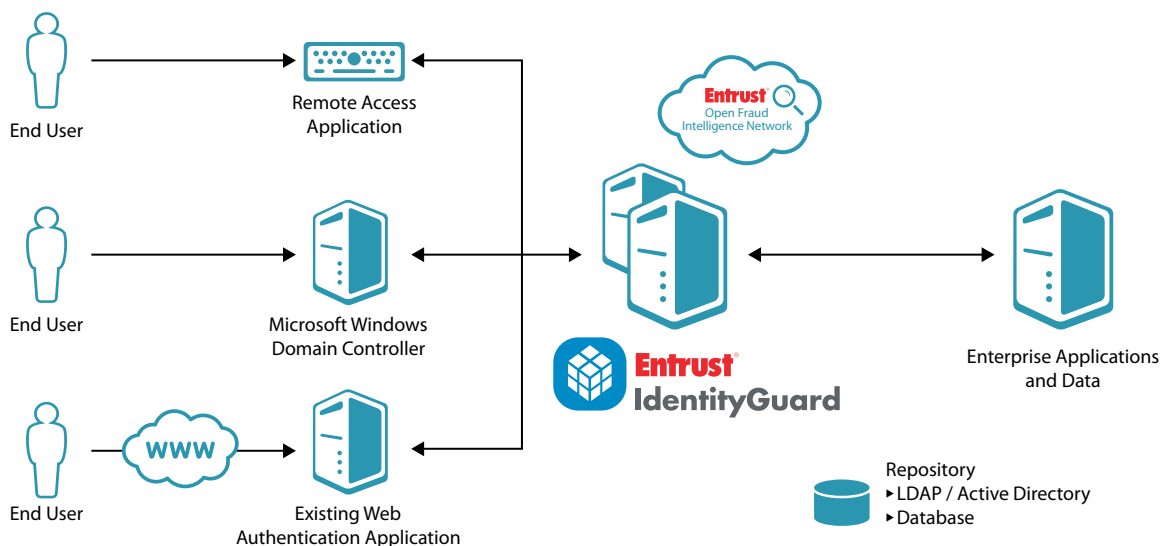 End User
Remote Access
Application
Entrust®
Open Fraud
Intelligence Network
End User
Microsoft Windows
Domain Controller
Entrust®
IdentityGuard
Enterprise Applications
and Data
End User
WWW
Existing Web
Authentication Application
Repository
▸LDAP / Active Directory
▸Database